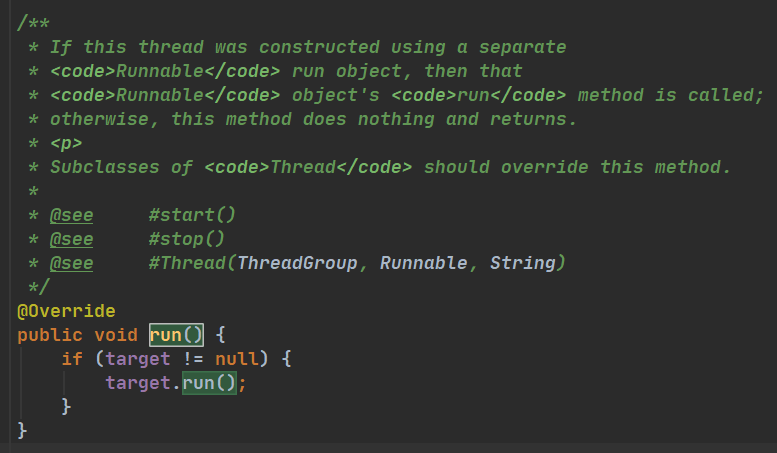 /**
 * If this thread was constructed using a separate
 * <code>Runnable</code> run object, then that
 * <code>Runnable</code> object's <code>run</code> method is called;
 * otherwise, this method does nothing and returns.
 * <p>
 * Subclasses of <code>Thread</code> should override this method.
 *
 * @see     #start()
 * @see     #stop()
 * @see     #Thread(ThreadGroup, Runnable, String)
 */
@Override
public void run() {
    if (target != null) {
        target.run();
    }
}